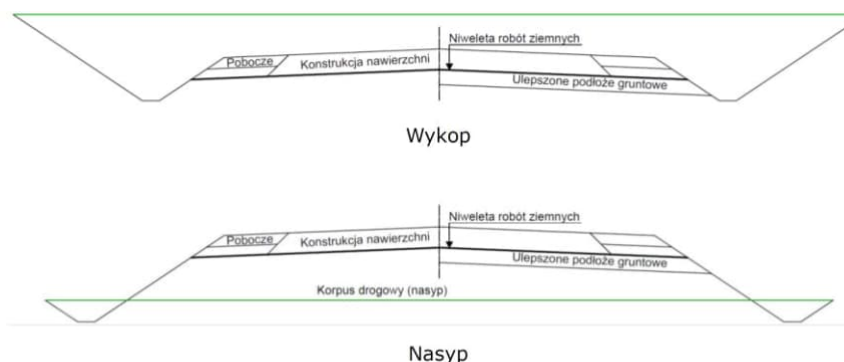 Niweleta robót ziemnych
Pobocze
Konstrukcja nawierzchni
Ulepszone podłoże gruntowe
Wykop
Niweleta robót ziemnych
Pobocze
Konstrukcja nawierzchni
Ulepszone podłoże gruntowe
Korpus drogowy (nasyp)
Nasyp